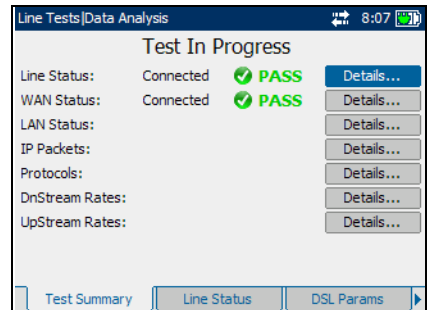 Line Tests|Data Analysis 8:07
Test In Progress
Line Status: Connected PASS Details...
WAN Status: Connected PASS Details...
LAN Status: Details...
IP Packets: Details...
Protocols: Details...
DnStream Rates: Details...
UpStream Rates: Details...
Test Summary Line Status DSL Params